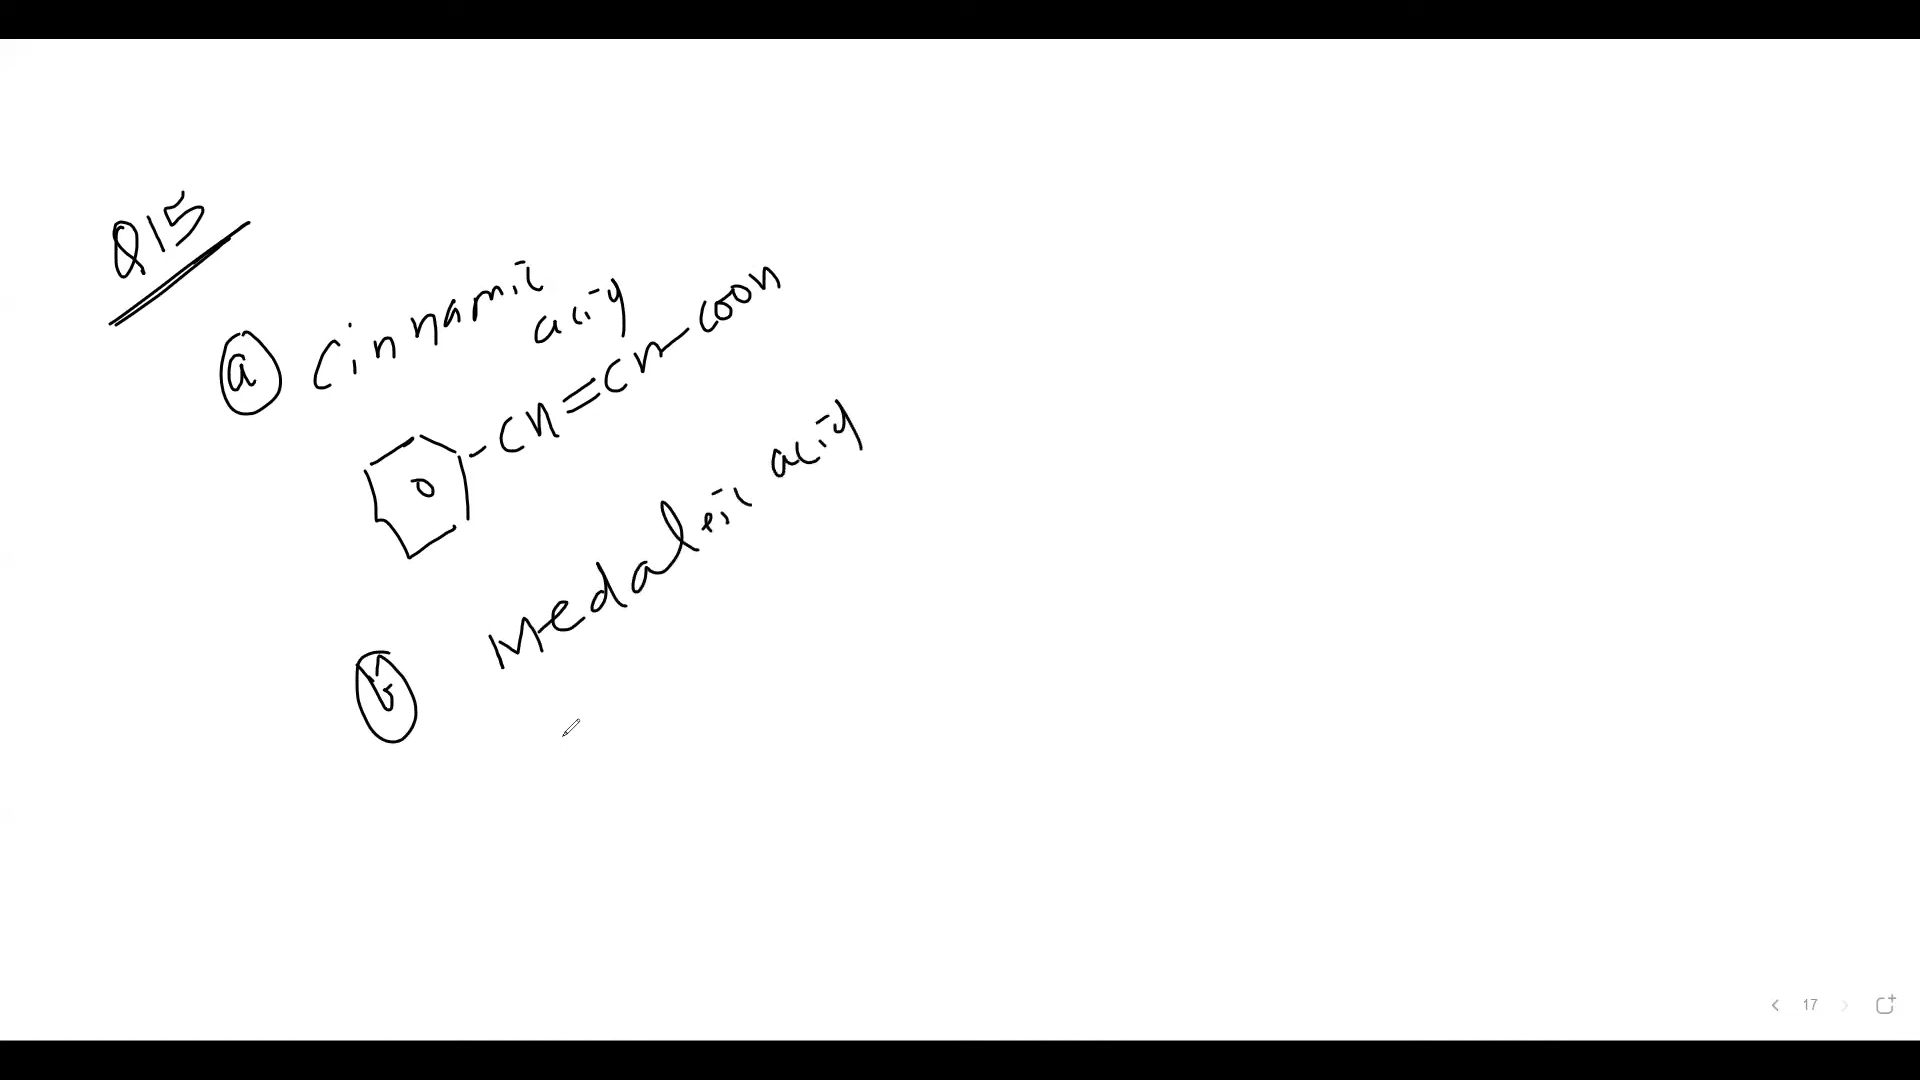 Q15
(a) Cinnamic
acid
-CH=CH-COOH
(b) Medaleic acid
17